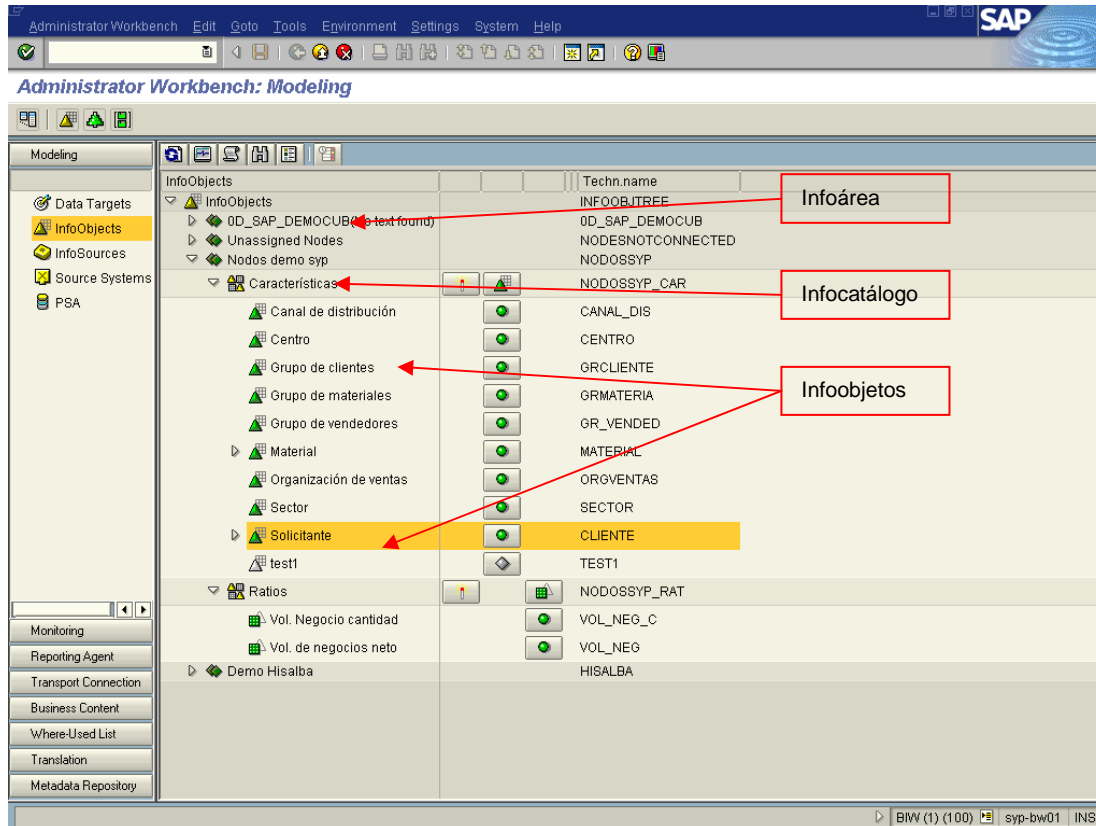 Administrator Workbench Edit Goto Tools Environment Settings System Help
SAP
Administrator Workbench: Modeling
Modeling
Data Targets
InfoObjects
InfoSources
Source Systems
PSA
Monitoring
Reporting Agent
Transport Connection
Business Content
Where-Used List
Translation
Metadata Repository
InfoObjects Techn.name
InfoObjects INFOOBJTREE
0D_SAP_DEMOCUB( text found) 0D_SAP_DEMOCUB
Unassigned Nodes NODESNOTCONNECTED
Nodos demo syp NODOSSYP
Características NODOSSYP_CAR
Canal de distribución CANAL_DIS
Centro CENTRO
Grupo de clientes GRCLIENTE
Grupo de materiales GRMATERIA
Grupo de vendedores GR_VENDED
Material MATERIAL
Organización de ventas ORGVENTAS
Sector SECTOR
Solicitante CLIENTE
test1 TEST1
Ratios NODOSSYP_RAT
Vol. Negocio cantidad VOL_NEG_C
Vol. de negocios neto VOL_NEG
Demo Hisalba HISALBA
Infoárea
Infocatálogo
Infoobjetos
BIW (1) (100) syp-bw01 INS